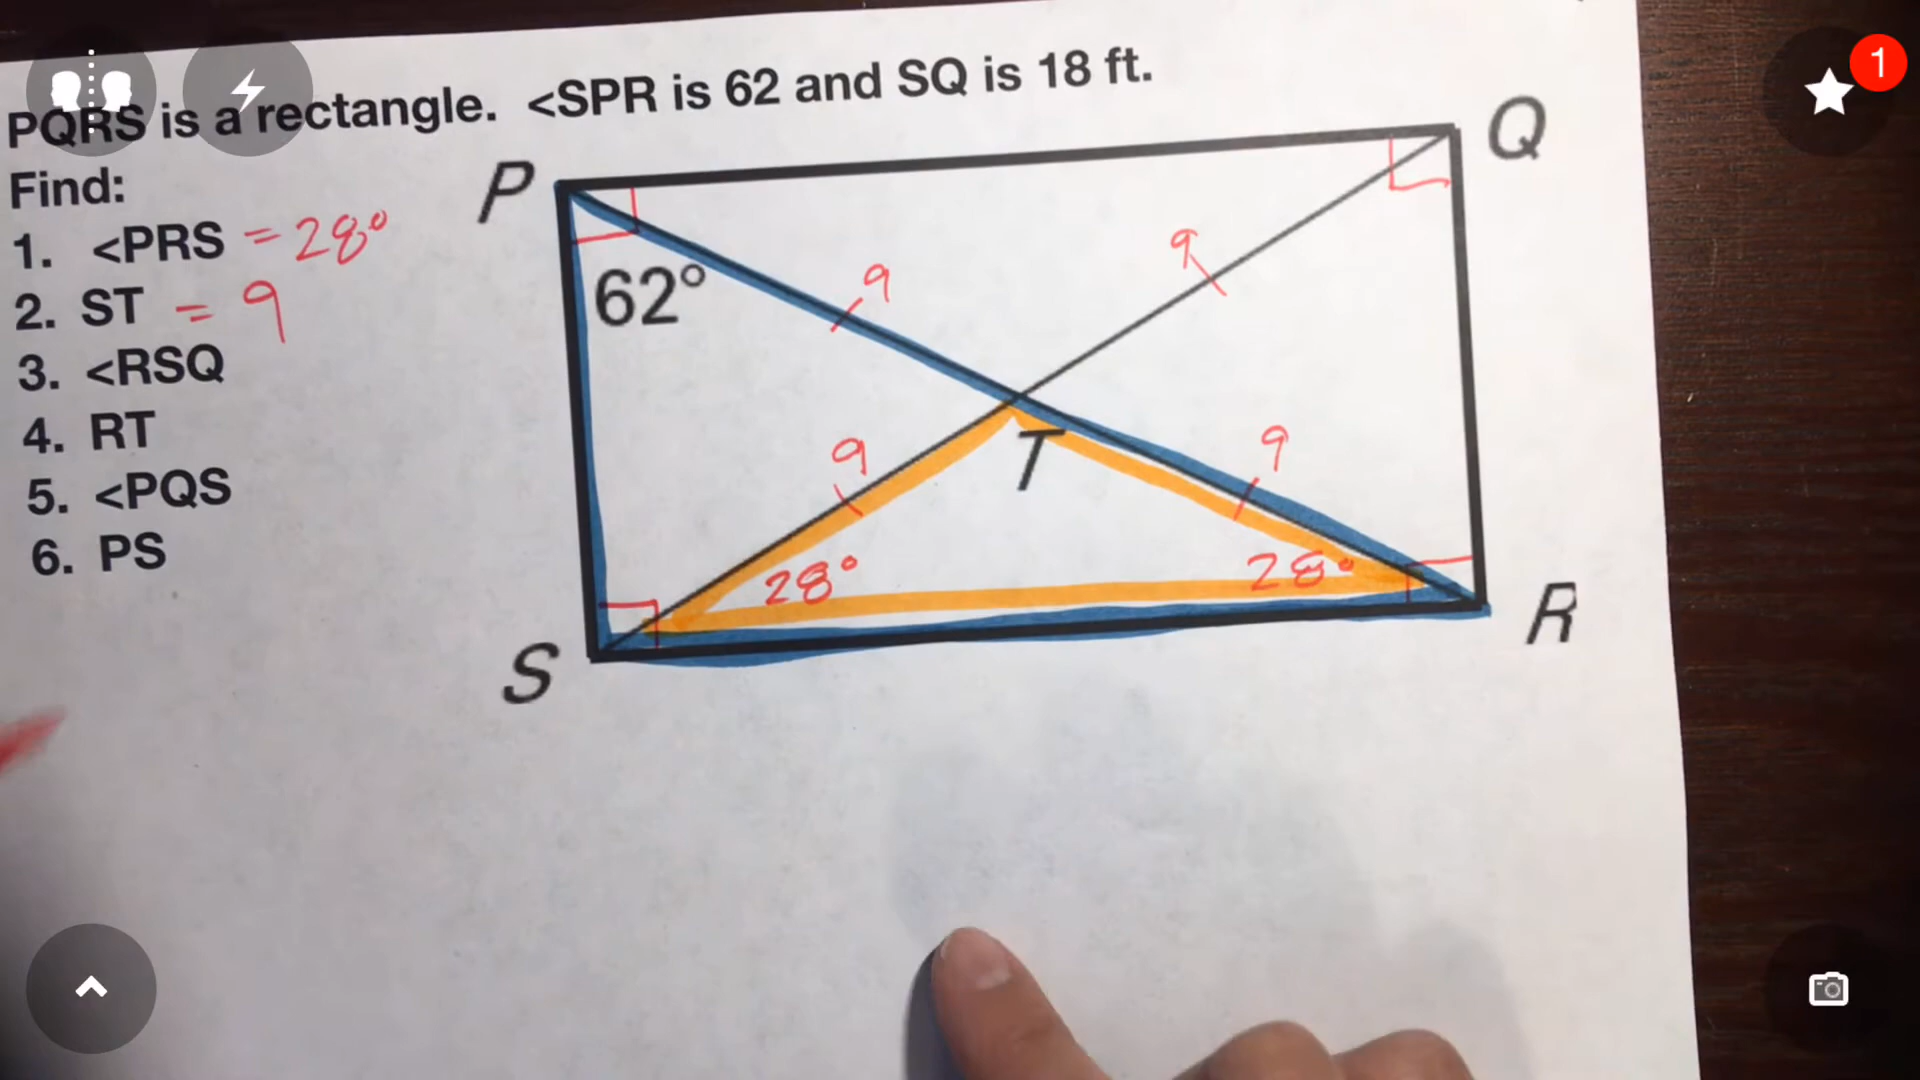 PQRS is a rectangle. <SPR is 62 and SQ is 18 ft.
Find:
1. <PRS = 28°
2. ST = 9
3. <RSQ
4. RT
5. <PQS
6. PS
P
Q
62°
9
9
9
T
9
28°
28°
S
R
1